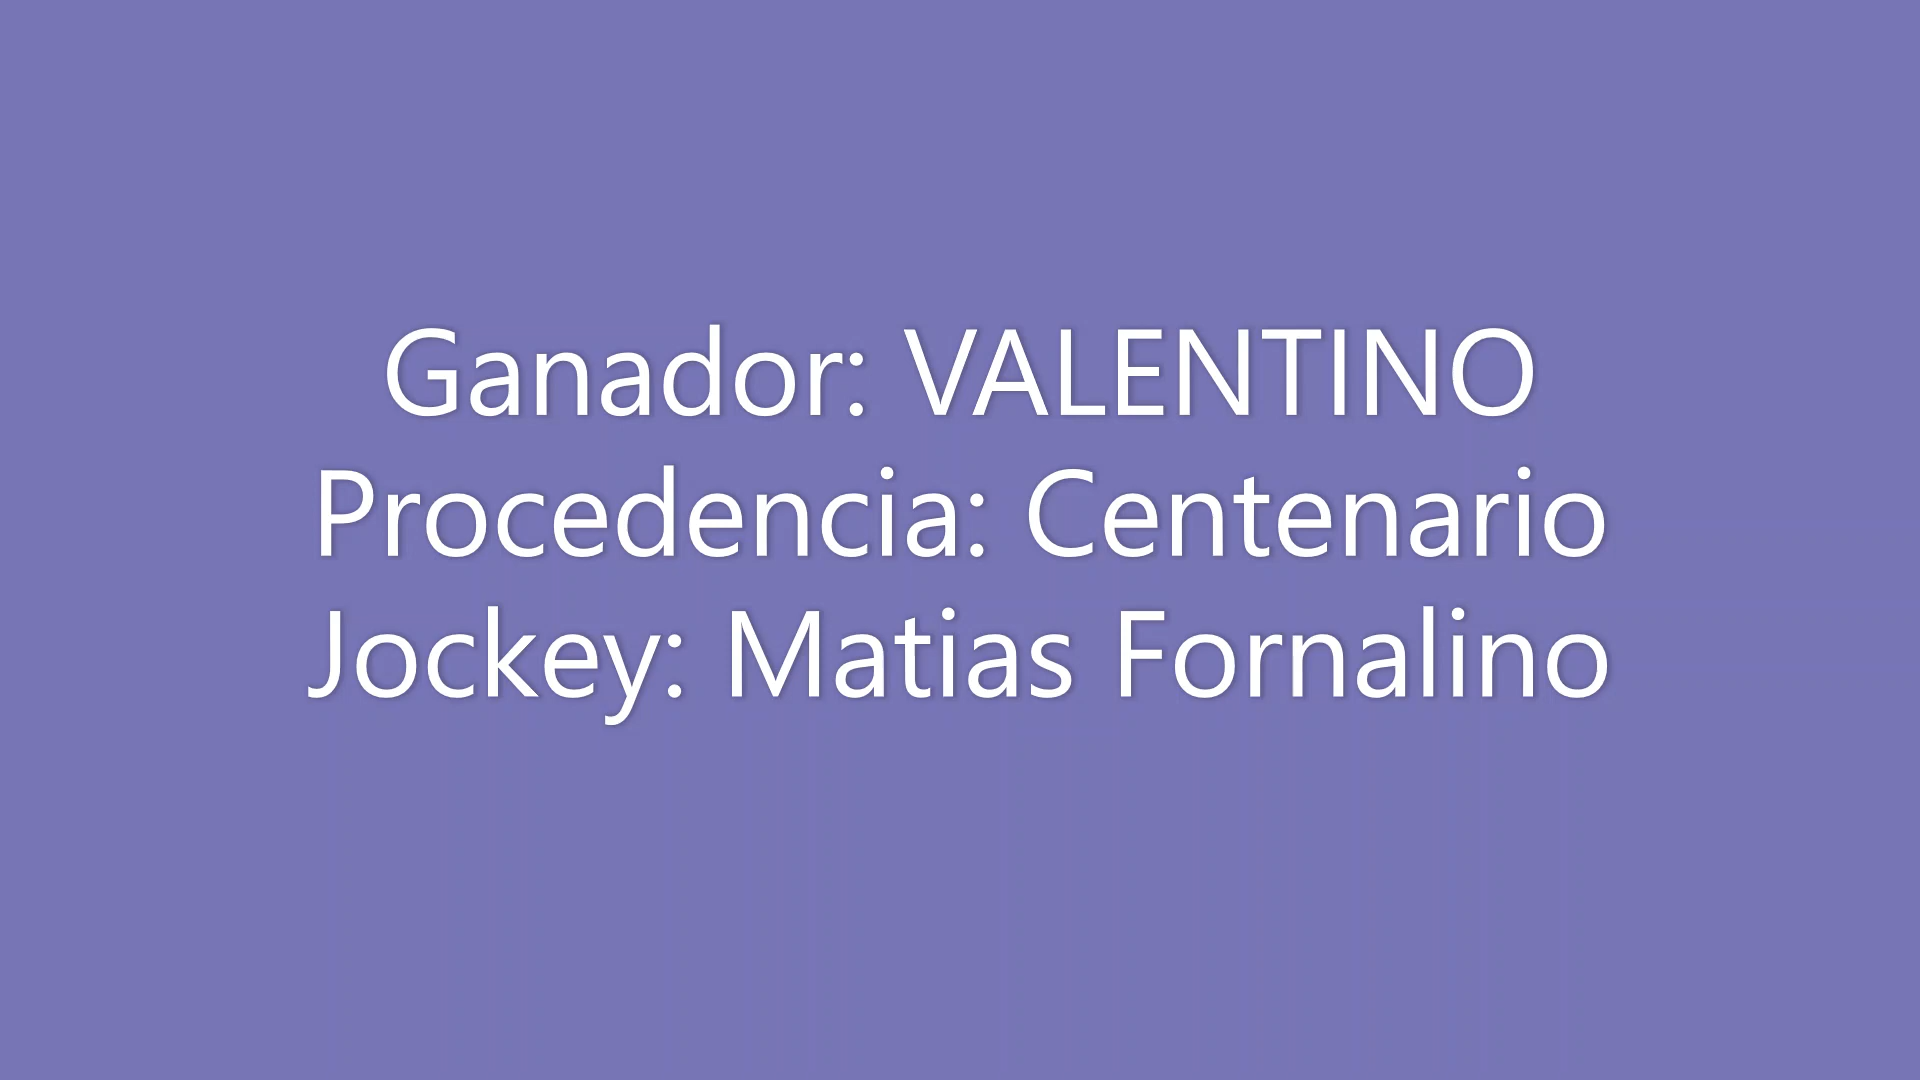 Ganador: VALENTINO
Procedencia: Centenario
Jockey: Matias Fornalino